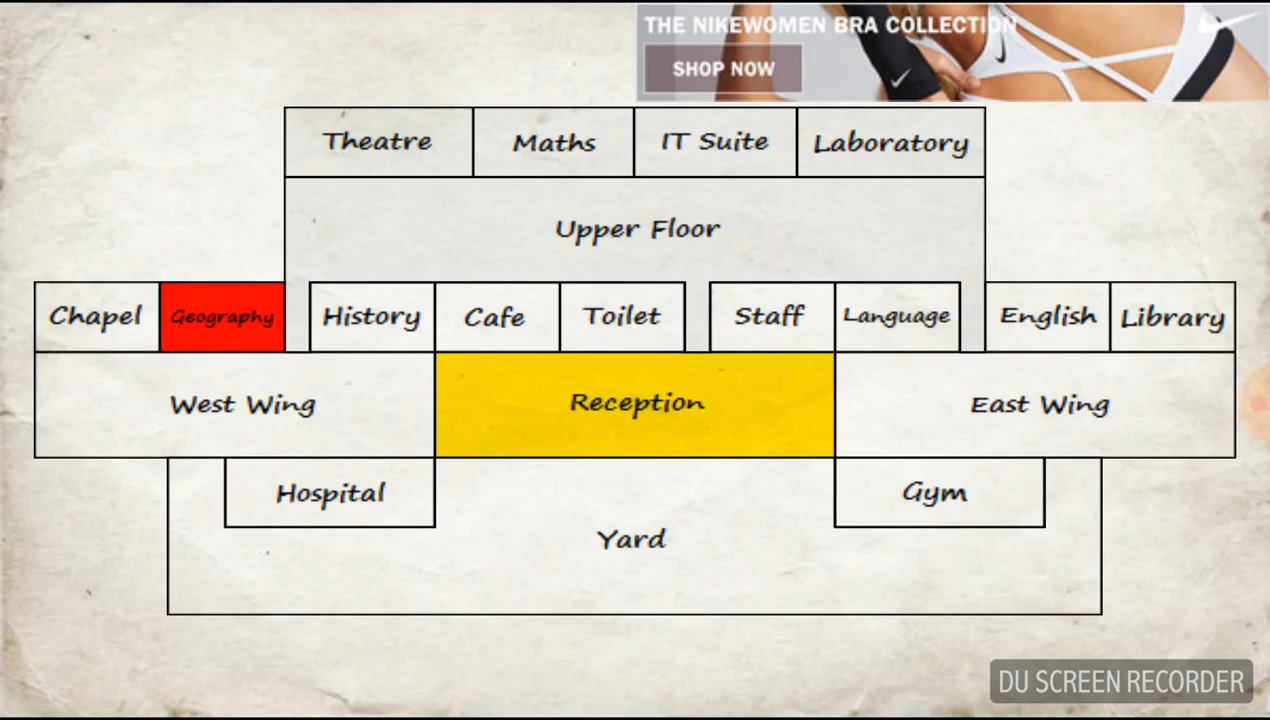 THE NIKEWOMEN BRA COLLECTION
SHOP NOW
Theatre Maths IT Suite Laboratory
Upper Floor
Chapel Geography History Cafe Toilet Staff Language English Library
West Wing Reception East Wing
Hospital Gym
Yard
DU SCREEN RECORDER